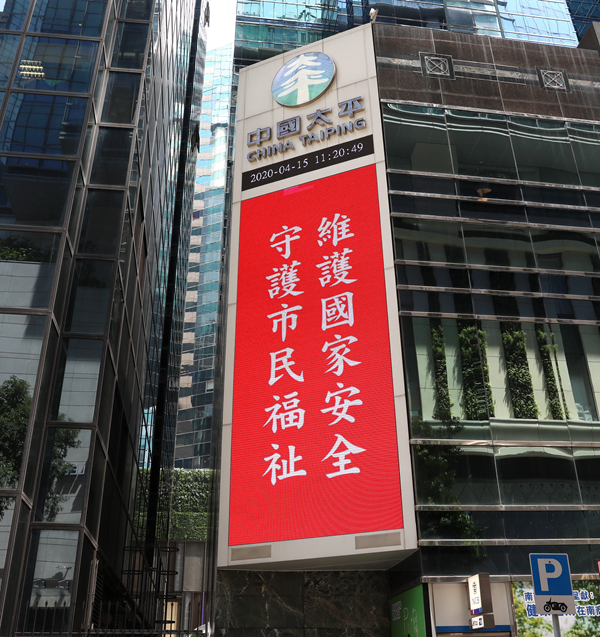 中國太平
CHINA TAIPING
2020-04-15 11:20:49
維護國家安全
守護市民福祉
P